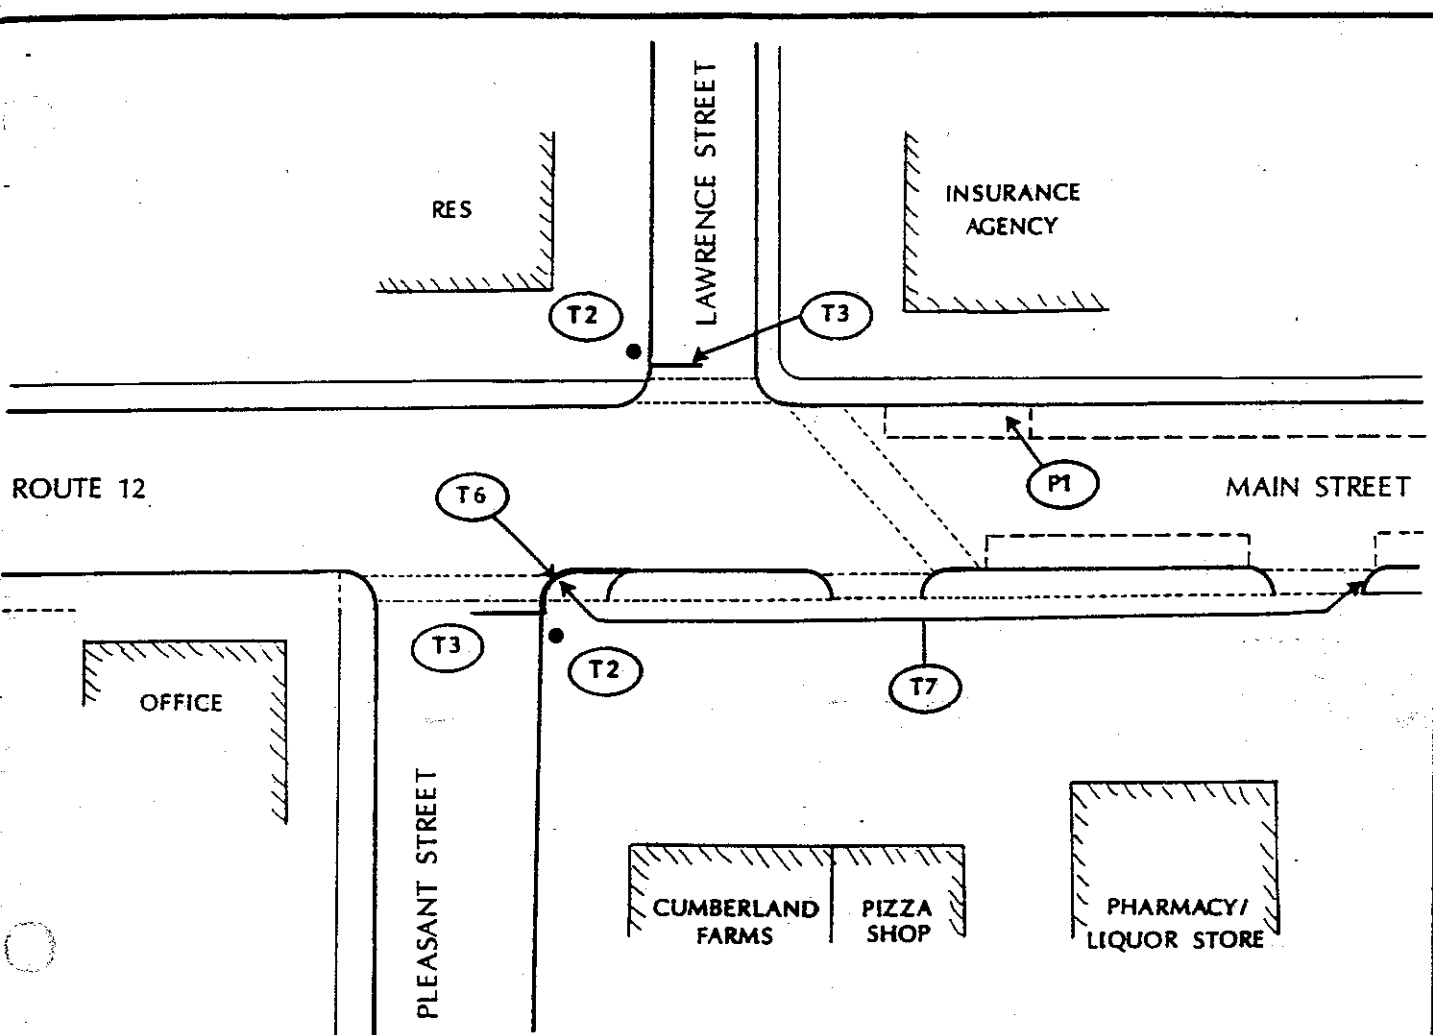 LAWRENCE STREET
RES
INSURANCE
AGENCY
T2
T3
ROUTE 12
T6
P1
MAIN STREET
T3
T2
T7
OFFICE
PLEASANT STREET
CUMBERLAND
FARMS
PIZZA
SHOP
PHARMACY/
LIQUOR STORE